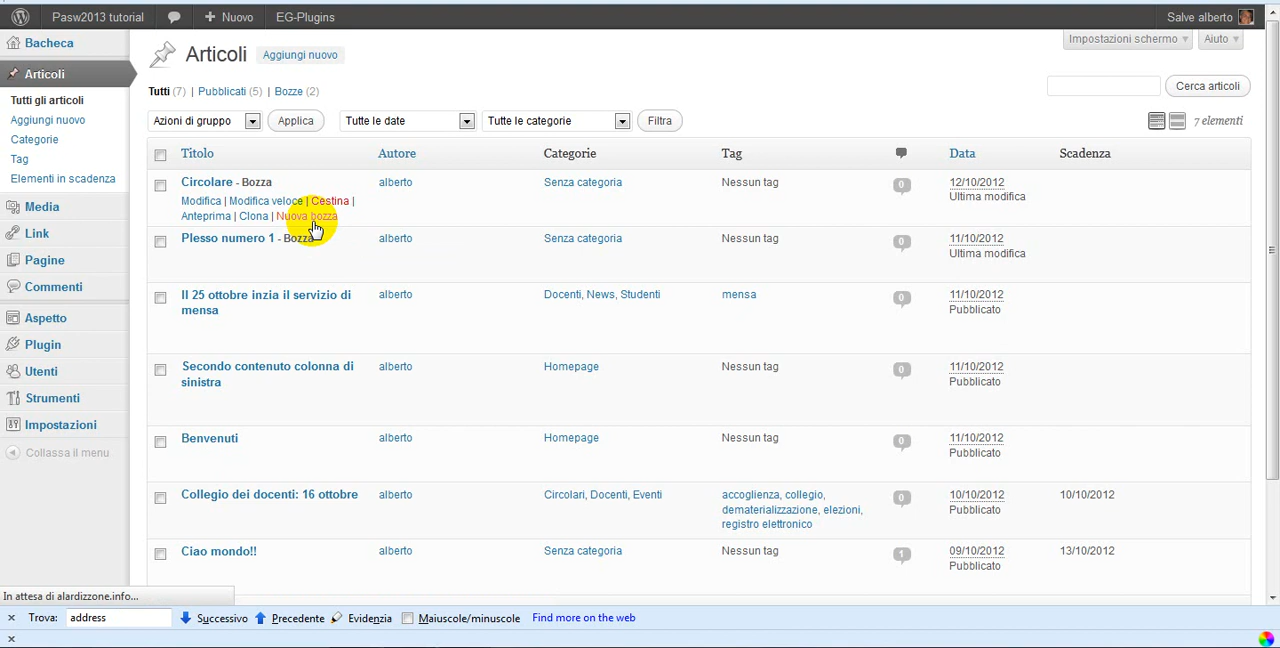 Pasw2013 tutorial + Nuovo EG-Plugins Salve alberto
Bacheca
Articoli
Tutti gli articoli
Aggiungi nuovo
Categorie
Tag
Elementi in scadenza
Media
Link
Pagine
Commenti
Aspetto
Plugin
Utenti
Strumenti
Impostazioni
Collassa il menu
Impostazioni schermo Aiuto
Articoli Aggiungi nuovo
Tutti (7) | Pubblicati (5) | Bozze (2)
Cerca articoli
Azioni di gruppo Applica Tutte le date Tutte le categorie Filtra 7 elementi
Titolo Autore Categorie Tag Data Scadenza
Circolare - Bozza alberto Senza categoria Nessun tag 0 12/10/2012
Ultima modifica
Modifica | Modifica veloce | Cestina |
Anteprima | Clona | Nuova bozza
Plesso numero 1 - Bozza alberto Senza categoria Nessun tag 0 11/10/2012
Ultima modifica
Il 25 ottobre inzia il servizio di alberto Docenti, News, Studenti mensa 0 11/10/2012
mensa Pubblicato
Secondo contenuto colonna di alberto Homepage Nessun tag 0 11/10/2012
sinistra Pubblicato
Benvenuti alberto Homepage Nessun tag 0 11/10/2012
Pubblicato
Collegio dei docenti: 16 ottobre alberto Circolari, Docenti, Eventi accoglienza, collegio, 0 10/10/2012 10/10/2012
dematerializzazione, elezioni, Pubblicato
registro elettronico
Ciao mondo!! alberto Senza categoria Nessun tag 1 09/10/2012 13/10/2012
Pubblicato
In attesa di alardizzone.info...
× Trova: address Successivo Precedente Evidenzia Maiuscole/minuscole Find more on the web
×